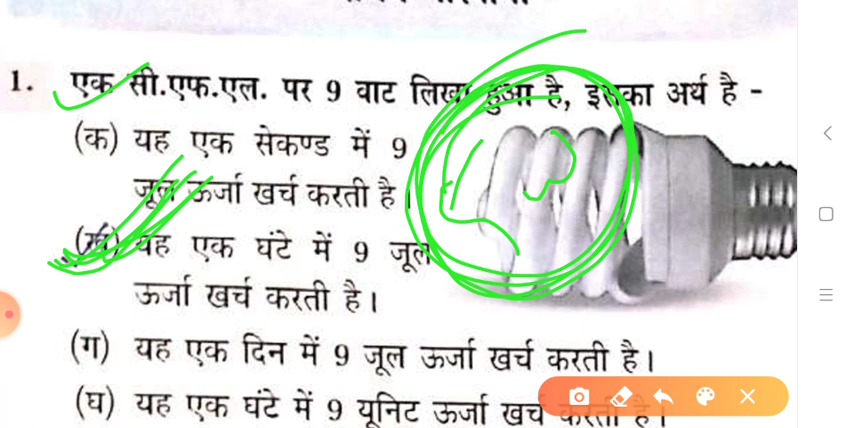 1. एक सी.एफ.एल. पर 9 वाट लिखा हुआ है, इसका अर्थ है -
(क) यह एक सेकण्ड में 9
जूल ऊर्जा खर्च करती है।
(ख) यह एक घंटे में 9 जूल
ऊर्जा खर्च करती है।
(ग) यह एक दिन में 9 जूल ऊर्जा खर्च करती है।
(घ) यह एक घंटे में 9 यूनिट ऊर्जा खर्च करती है।